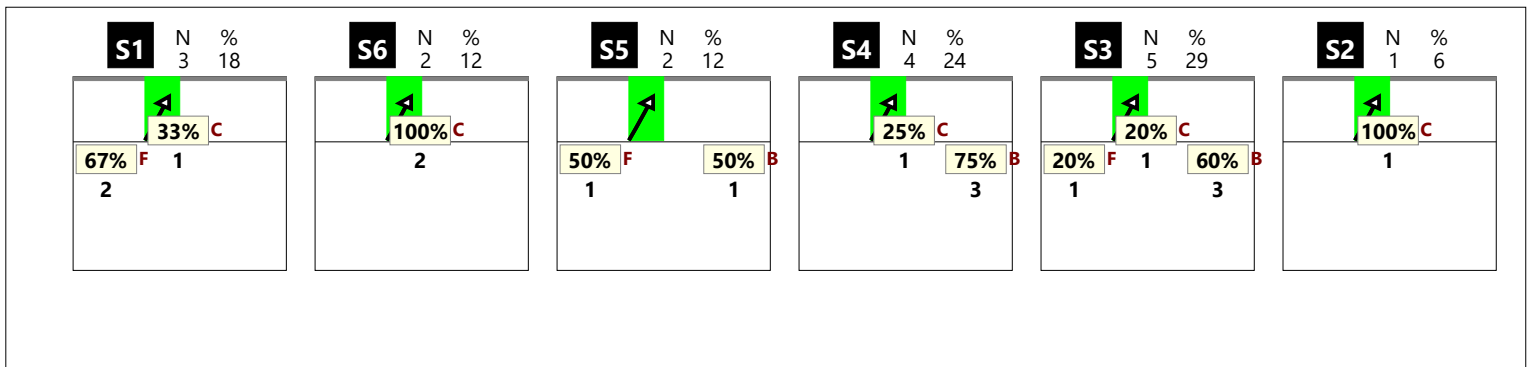 S1 N % S6 N % S5 N % S4 N % S3 N % S2 N %
3 18 2 12 2 12 4 24 5 29 1 6
33% C 100% C 25% C 20% C 100% C
67% F 1 2 50% F 50% B 1 75% B 20% F 1 60% B 1
2 1 1 3 1 3